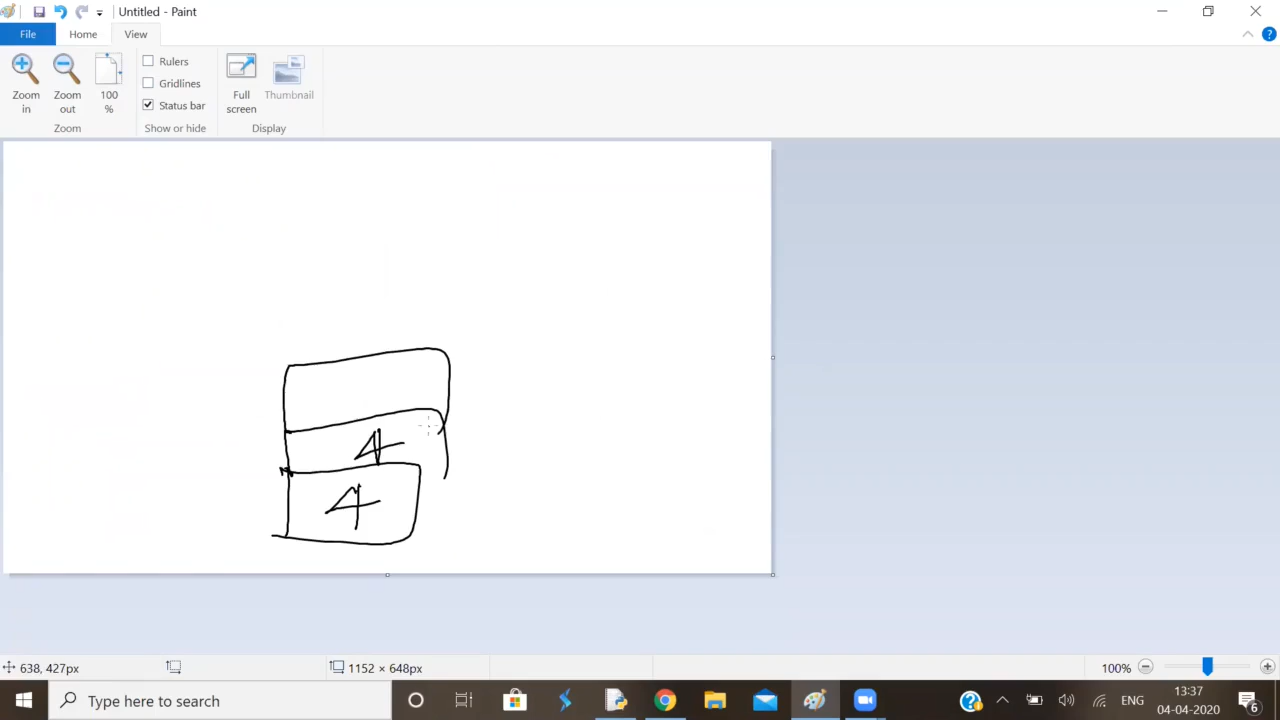 Untitled - Paint
File Home View
Rulers
Gridlines
Status bar
Zoom in
Zoom out
100 %
Full screen
Thumbnail
Zoom
Show or hide
Display
4
4
638, 427px
1152 × 648px
100%
Type here to search
ENG
13:37
04-04-2020
6